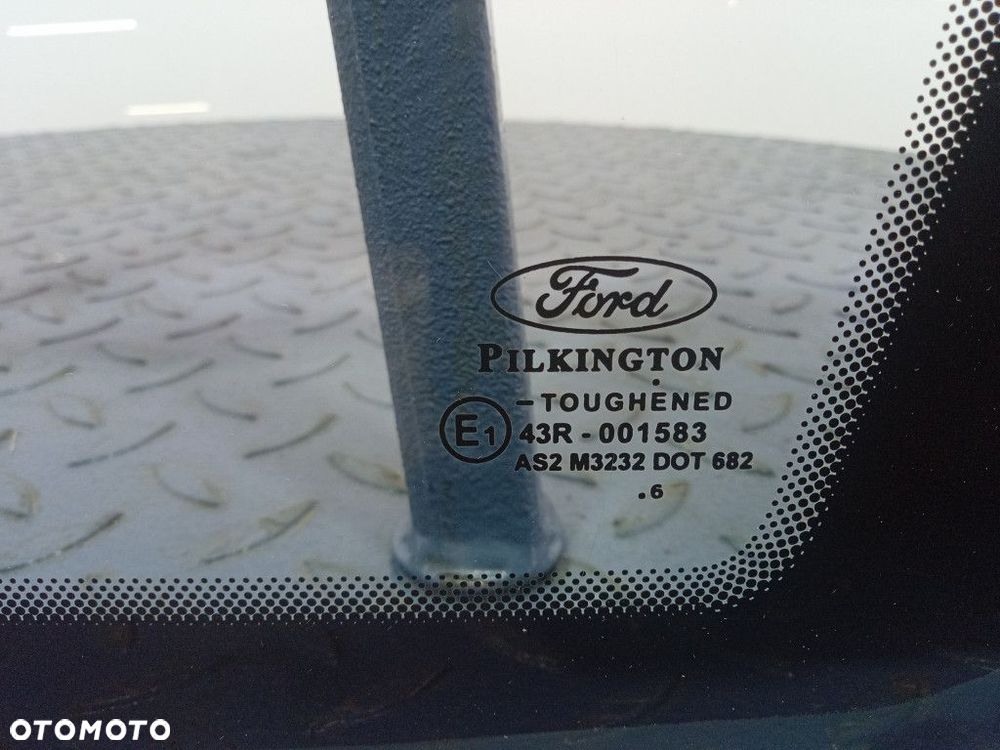 Ford
PILKINGTON
-TOUGHENED
E1 43R - 001583
AS2 M3232 DOT 682
.6
OTOMOTO